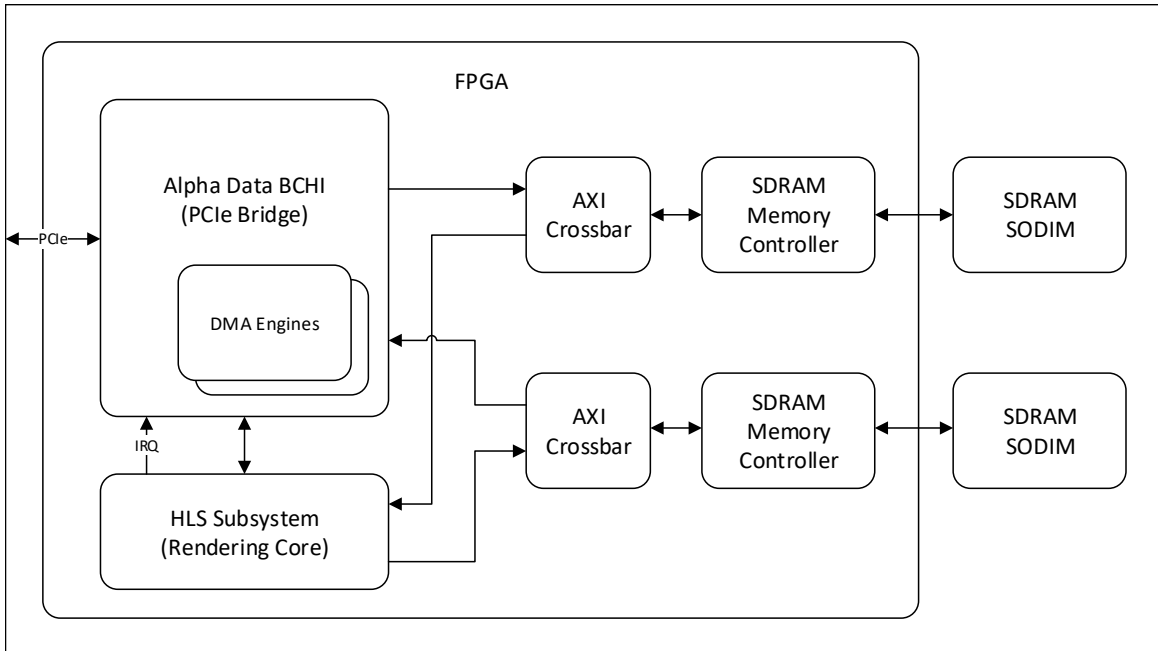 FPGA
Alpha Data BCHI
(PCIe Bridge)
DMA Engines
PCIe
IRQ
HLS Subsystem
(Rendering Core)
AXI
Crossbar
SDRAM
Memory
Controller
SDRAM
SODIM
AXI
Crossbar
SDRAM
Memory
Controller
SDRAM
SODIM